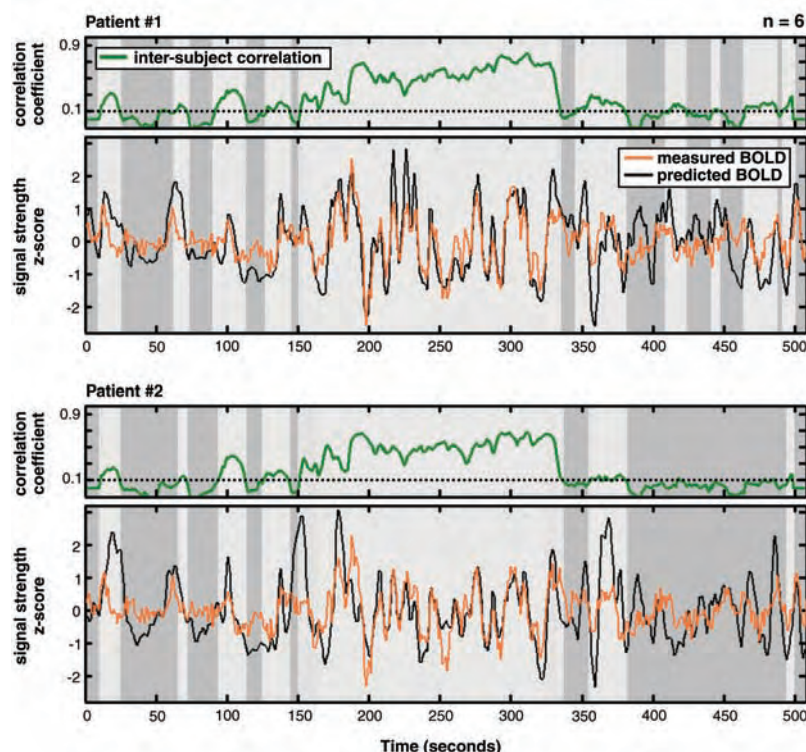 Patient #1
n = 6
correlation
coefficient
0.9
0.1
inter-subject correlation
signal strength
z-score
2
1
0
-1
-2
measured BOLD
predicted BOLD
0 50 100 150 200 250 300 350 400 450 500
Patient #2
correlation
coefficient
0.9
0.1
signal strength
z-score
2
1
0
-1
-2
0 50 100 150 200 250 300 350 400 450 500
Time (seconds)